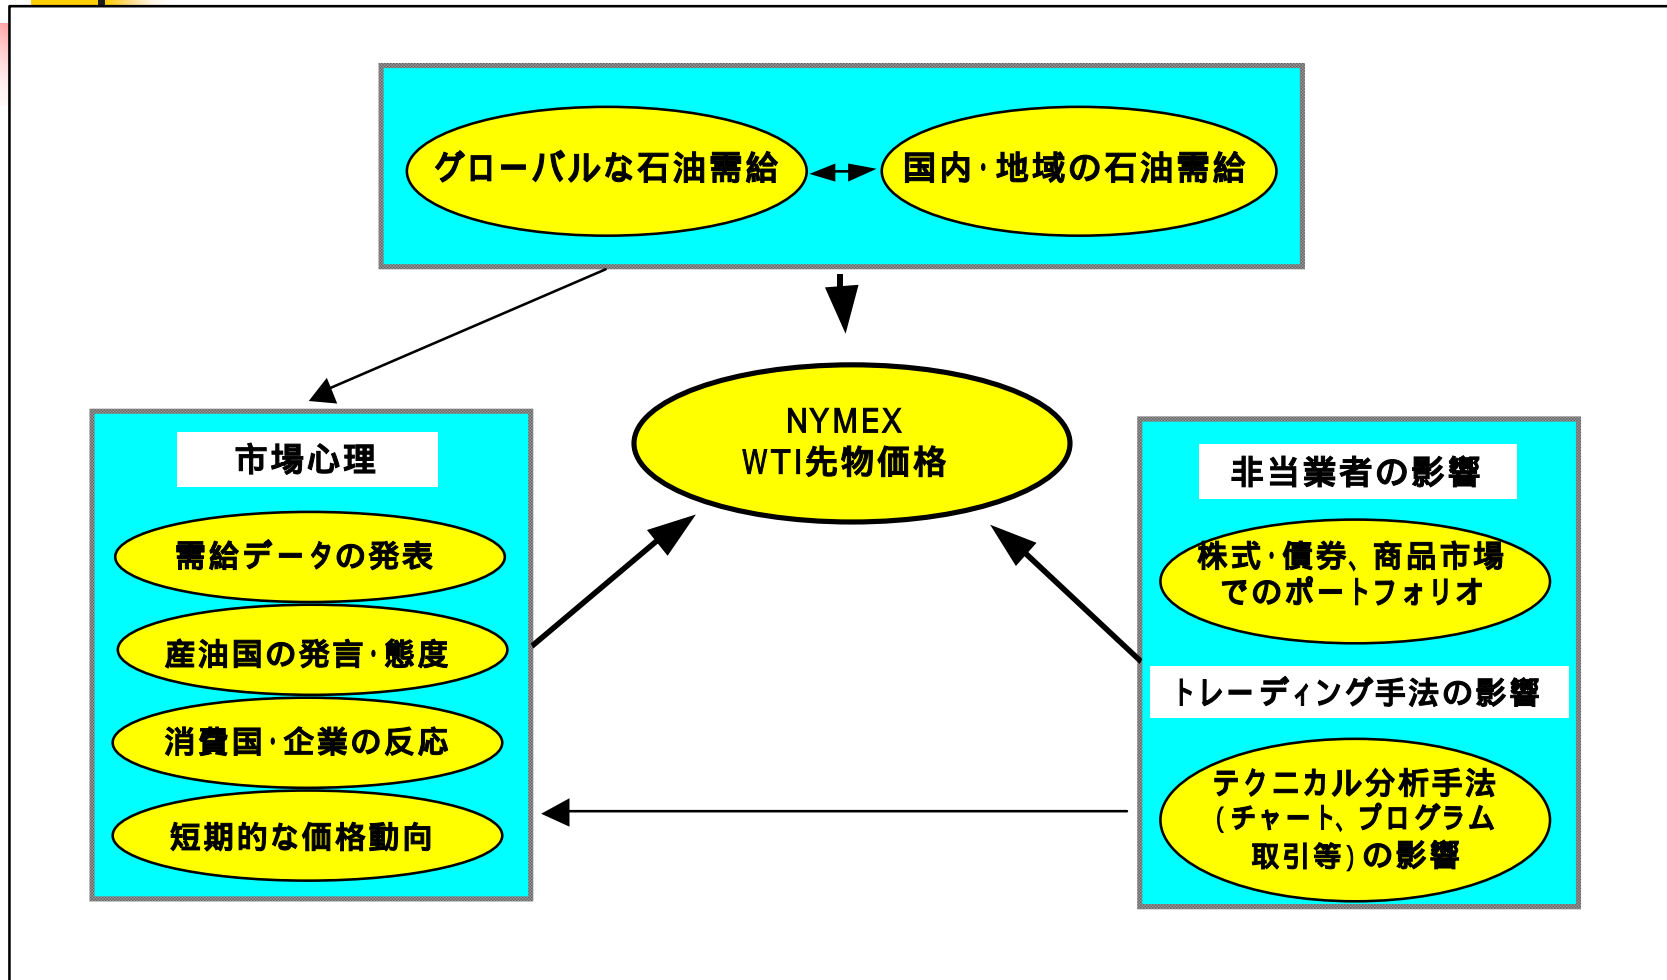 グローバルな石油需給
国内・地域の石油需給
NYMEX
WTI先物価格
市場心理
需給データの発表
産油国の発言・態度
消費国・企業の反応
短期的な価格動向
非当業者の影響
株式・債券、商品市場
でのポートフォリオ
トレーディング手法の影響
テクニカル分析手法
(チャート、プログラム
取引等)の影響